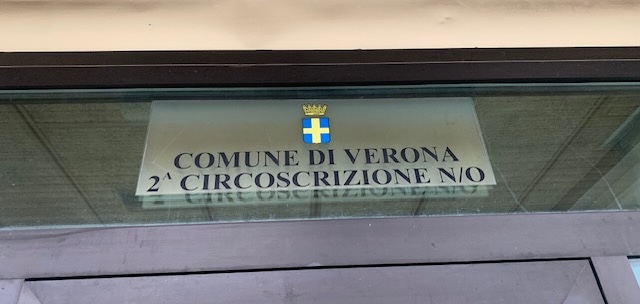 COMUNE DI VERONA
2ᴬ CIRCOSCRIZIONE N/O